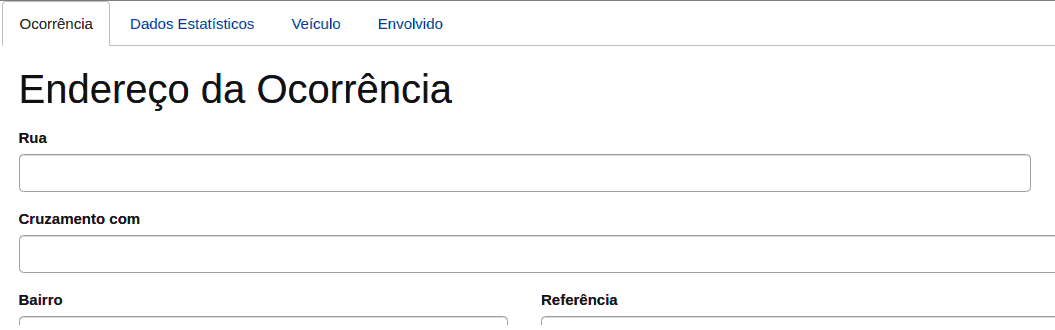 Ocorrência Dados Estatísticos Veículo Envolvido
Endereço da Ocorrência
Rua
Cruzamento com
Bairro Referência